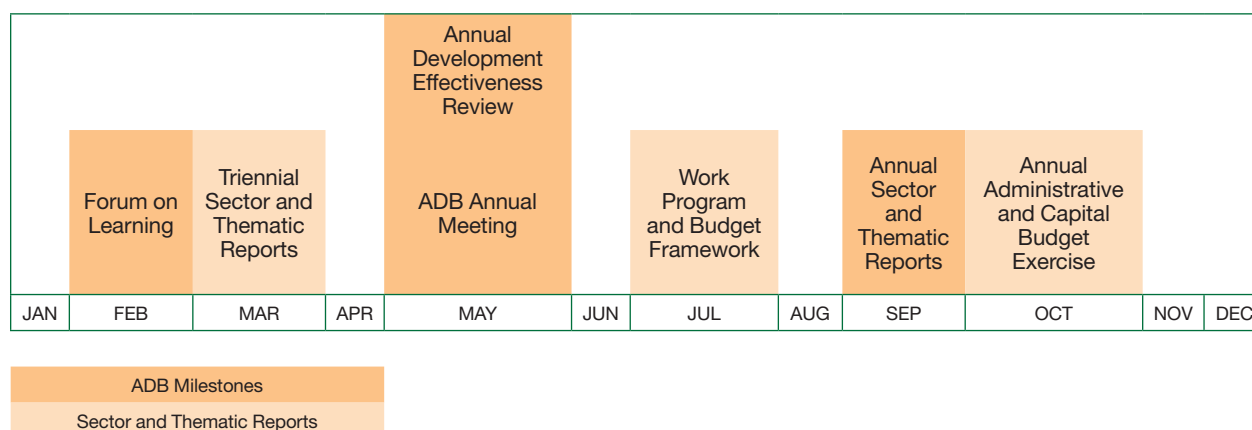 Annual
Development
Effectiveness
Review
Forum on
Learning
Triennial
Sector and
Thematic
Reports
ADB Annual
Meeting
Work
Program
and Budget
Framework
Annual
Sector
and
Thematic
Reports
Annual
Administrative
and Capital
Budget
Exercise
JAN FEB MAR APR MAY JUN JUL AUG SEP OCT NOV DEC
ADB Milestones
Sector and Thematic Reports